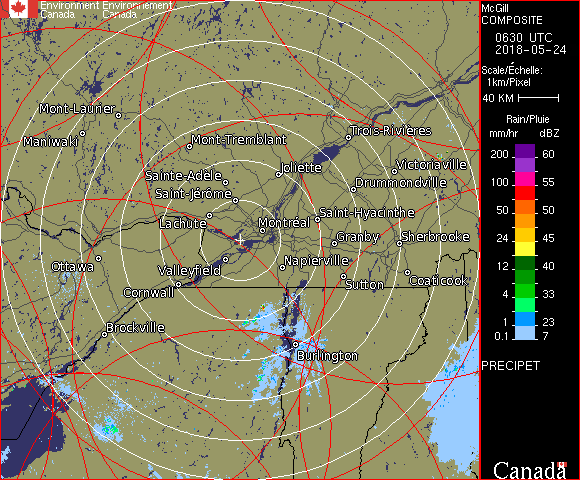 Environment Environnement
Canada Canada
McGill
COMPOSITE
0630 UTC
2018-05-24
Scale/Échelle:
1km/Pixel
40 KM
Rain/Pluie
mm/hr dBZ
200 60
100 55
50 50
24 45
12 40
4 33
1 23
0.1 7
PRECIPET
Canada
Mont-Laurier
Maniwaki
Mont-Tremblant
Trois-Rivières
Joliette
Victoriaville
Sainte-Adèle
Drummondville
Saint-Jérôme
Lachute
Saint-Hyacinthe
Montréal
Granby
Sherbrooke
Ottawa
Valleyfield
Napierville
Cornwall
Sutton
Coaticook
Brockville
Burlington